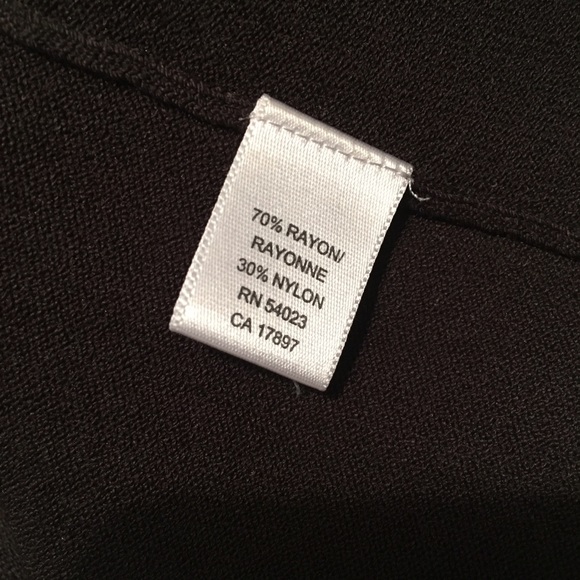 70% RAYON/
RAYONNE
30% NYLON
RN 54023
CA 17897